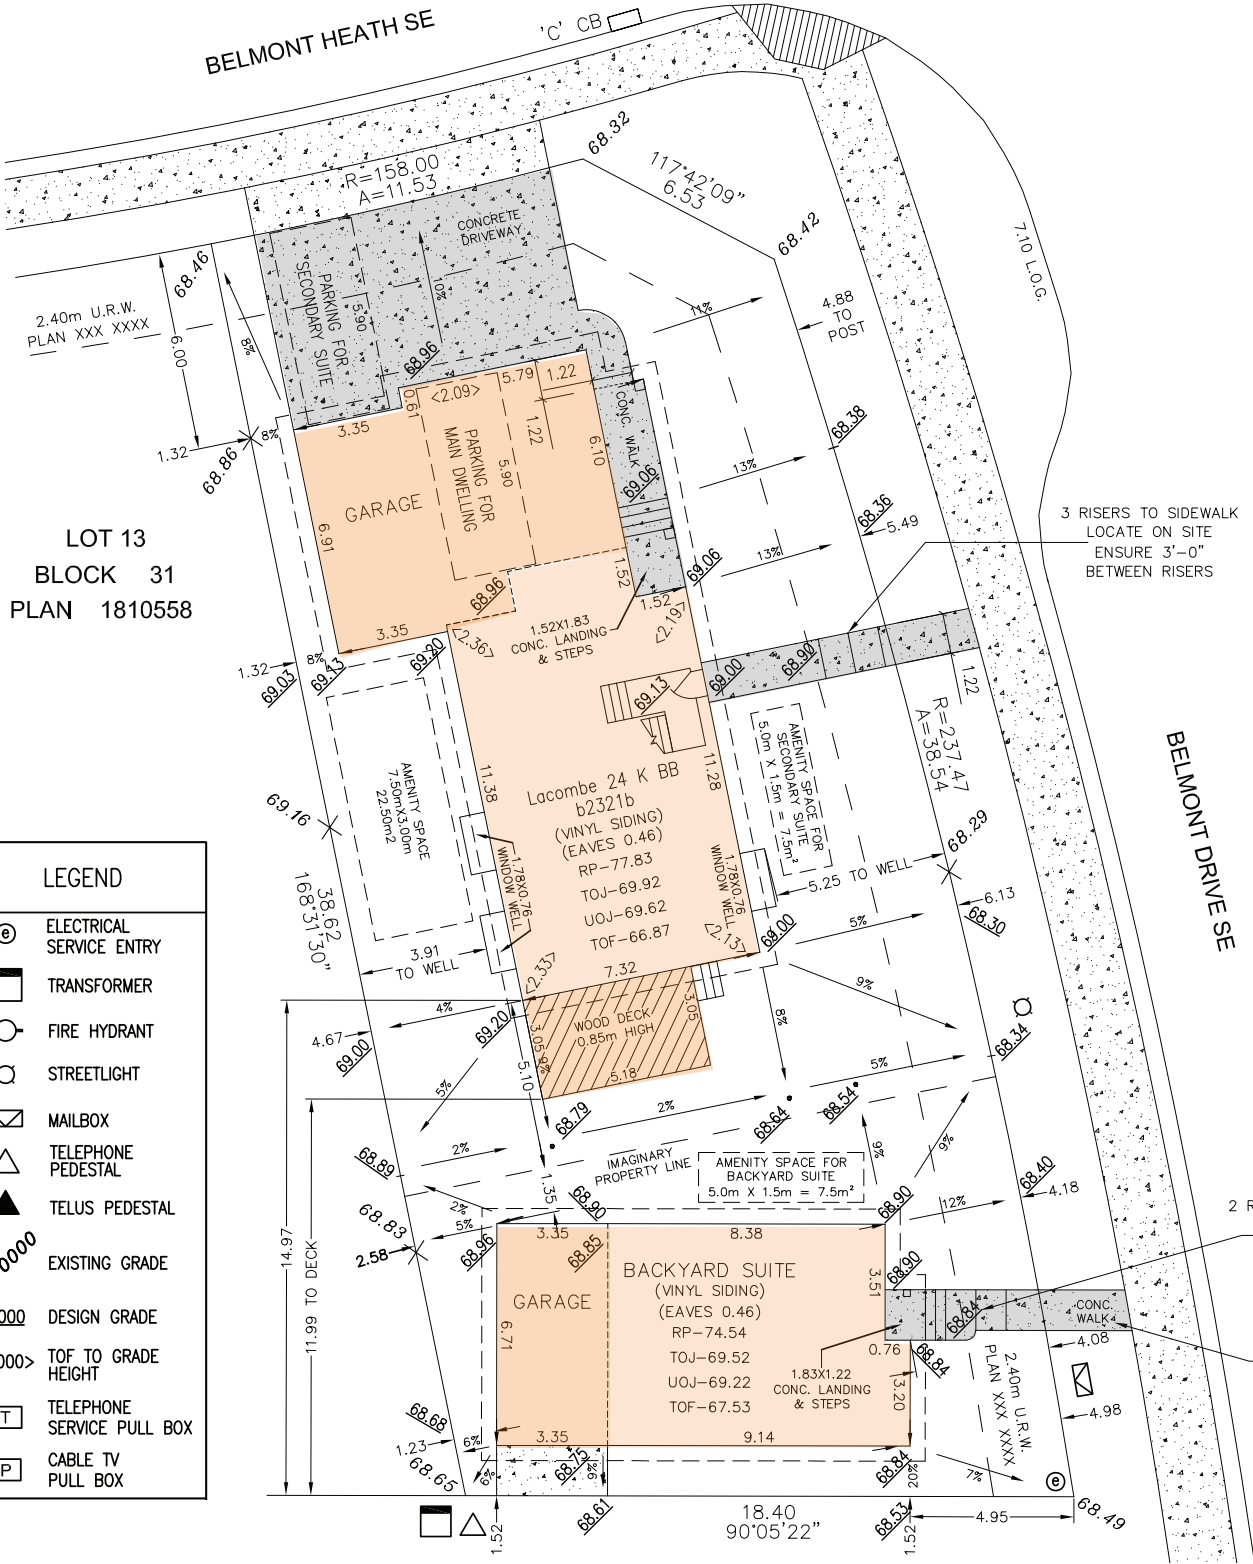 BELMONT HEATH SE
'C' CB
68.32
R=158.00
A=11.53
117°42'09"
6.53
68.42
CONCRETE
DRIVEWAY
68.46
2.40m U.R.W.
PLAN XXX XXXX
6.00
8%
PARKING FOR
SECONDARY SUITE
5.90
10%
68.96
11%
4.88
TO
POST
7.10 L.O.G.
5.79
1.22
<2.09>
0.61
1.22
3.35
1.32
8%
68.86
PARKING FOR
MAIN DWELLING
5.90
6.10
CONC. WALK
69.06
68.38
13%
GARAGE
6.91
68.36
5.49
3 RISERS TO SIDEWALK
LOCATE ON SITE
ENSURE 3'-0"
BETWEEN RISERS
LOT 13
BLOCK 31
PLAN 1810558
13%
69.06
68.96
1.52
1.52
1.52X1.83
CONC. LANDING
& STEPS
<2.19>
3.35
<2.36>
69.20
1.32
8%
69.03
69.13
69.13
69.00
68.90
1.22
R=237.47
A=38.54
BELMONT DRIVE SE
AMENITY SPACE
7.50mX3.00m
22.50m2
11.38
11.28
AMENITY SPACE FOR
SECONDARY SUITE
5.0m X 1.5m = 7.5m²
Lacombe 24 K BB
b2321b
(VINYL SIDING)
(EAVES 0.46)
RP-77.83
TOJ-69.92
UOJ-69.62
TOF-66.87
69.16
38.62
168°31'30"
1.78X0.76
WINDOW WELL
1.78X0.76
WINDOW WELL
68.29
5.25 TO WELL
6.13
68.30
5%
<2.13>
69.00
3.91
TO WELL
<2.33>
7.32
9%
8%
LEGEND
e
ELECTRICAL
SERVICE ENTRY
TRANSFORMER
FIRE HYDRANT
STREETLIGHT
MAILBOX
TELEPHONE
PEDESTAL
TELUS PEDESTAL
0000
EXISTING GRADE
000
DESIGN GRADE
000>
TOF TO GRADE
HEIGHT
T
TELEPHONE
SERVICE PULL BOX
P
CABLE TV
PULL BOX
4%
69.20
4.67
69.00
WOOD DECK
0.85m HIGH
3.05
3.05
9%
5.18
5.10
68.34
5%
5%
2%
68.79
68.64
68.54
68.89
2%
IMAGINARY
PROPERTY LINE
AMENITY SPACE FOR
BACKYARD SUITE
5.0m X 1.5m = 7.5m²
9%
9%
68.40
4.18
2 R
1.35
68.90
68.90
12%
2%
5%
68.83
2.58
68.96
14.97
11.99 TO DECK
3.35
68.85
8.38
3.51
68.90
BACKYARD SUITE
(VINYL SIDING)
(EAVES 0.46)
RP-74.54
TOJ-69.52
UOJ-69.22
TOF-67.53
GARAGE
6.71
68.84
CONC.
WALK
4.08
0.76
68.84
1.83X1.22
CONC. LANDING
& STEPS
3.20
2.40m U.R.W.
PLAN XXX XXXX
4.98
68.68
1.23
6%
68.65
6%
3.35
9.14
68.75
9%
68.84
20%
7%
e
68.61
18.40
90°05'22"
68.53
4.95
68.49
1.52
1.52